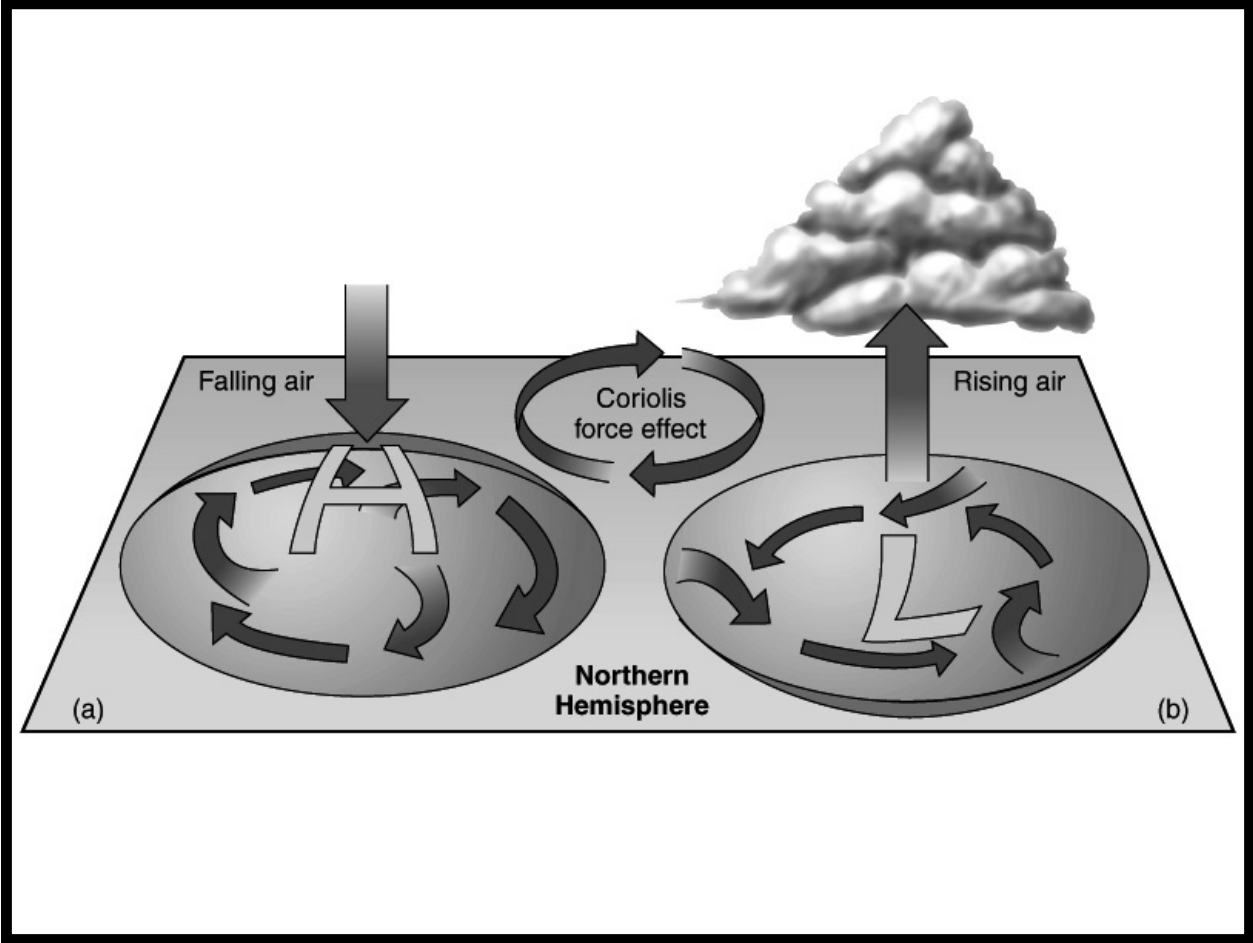 Falling air
Coriolis
force effect
Rising air
H
L
Northern
Hemisphere
(a)
(b)